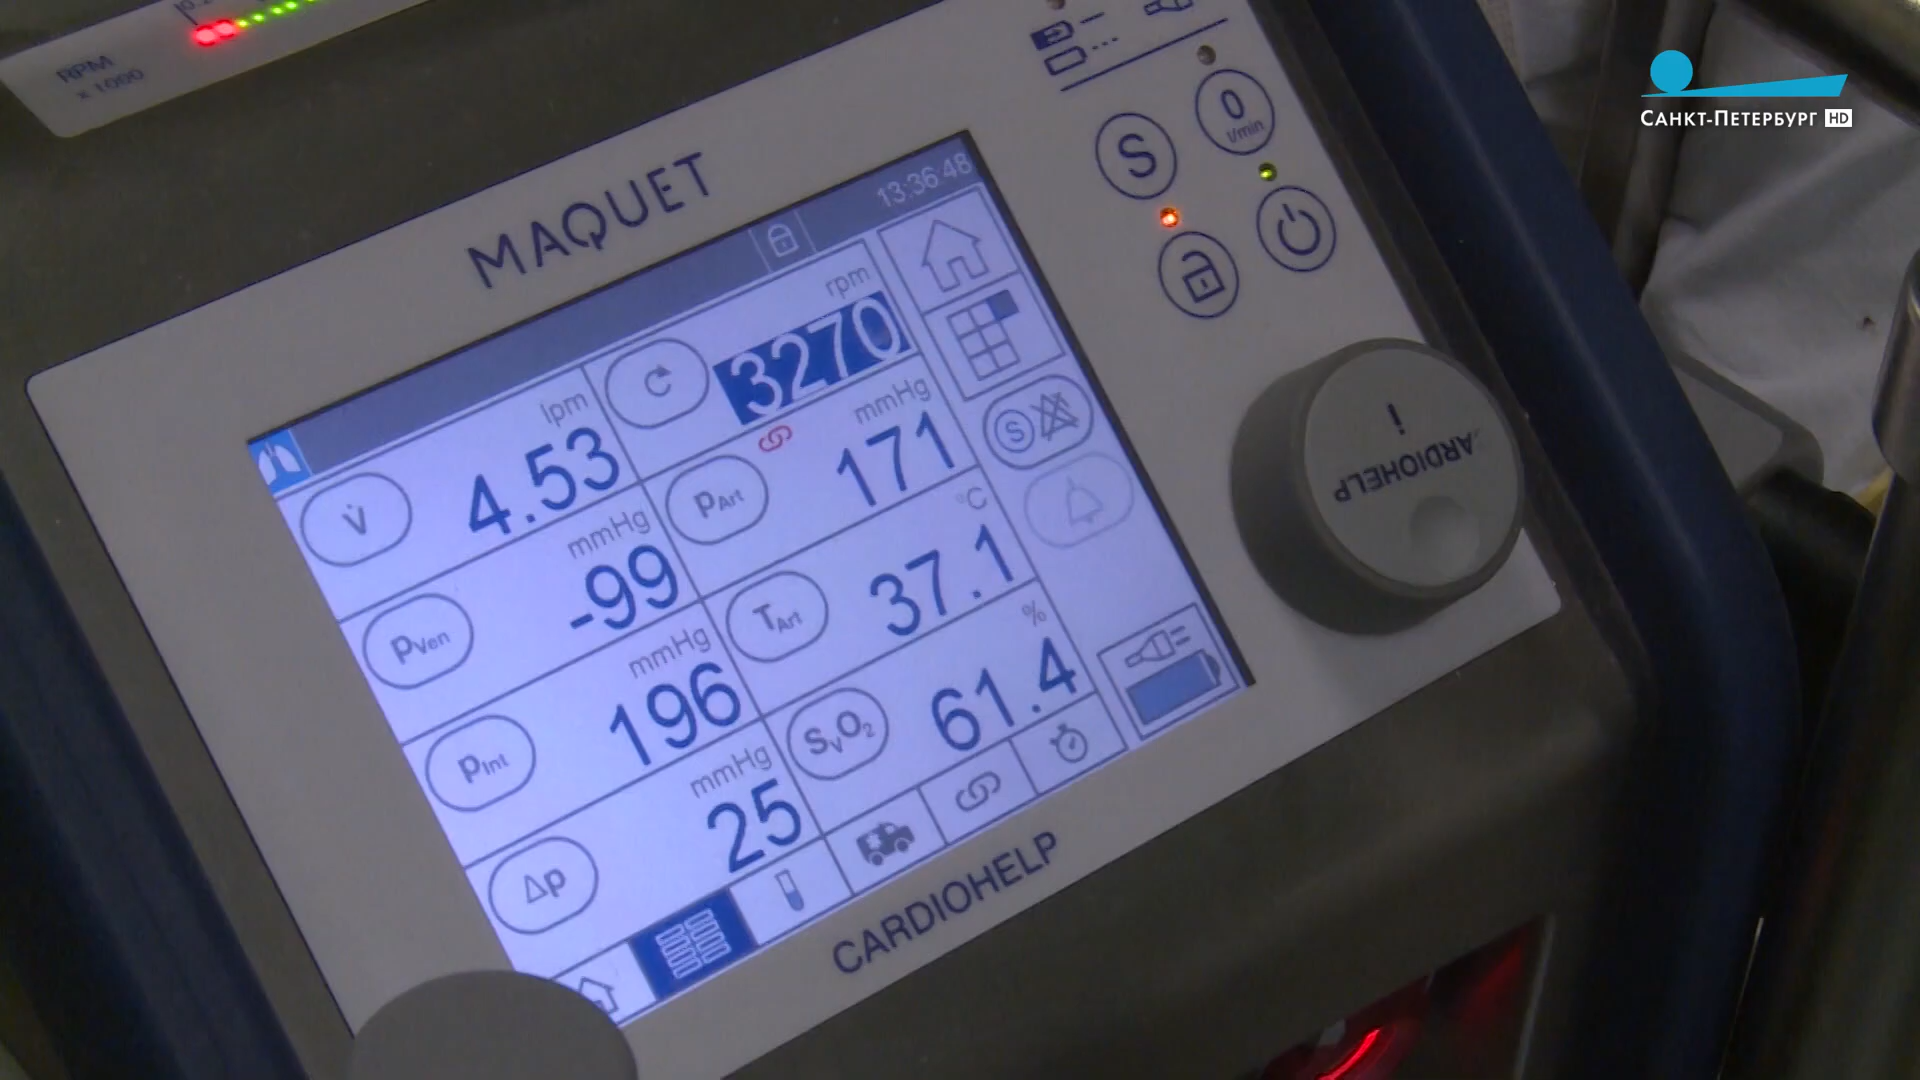 RPM
x 1000
САНКТ-ПЕТЕРБУРГ HD
0
l/min
S
MAQUET
13:36:48
lpm
V̇ 4.53
rpm
3270
mmHg
pVen -99
mmHg
pArt 171
mmHg
pInt 196
°C
TArt 37.1
mmHg
Δp 25
%
SvO2 61.4
S
CARDIOHELP
ARDIOHELP
i